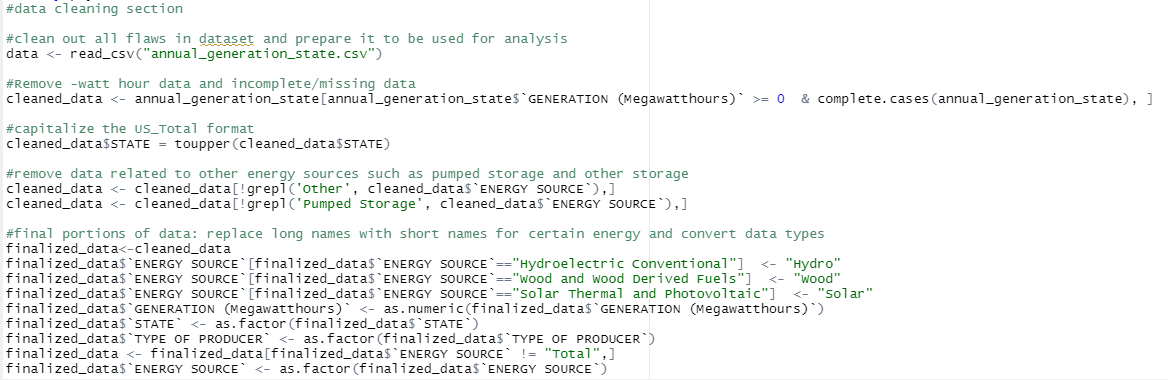 #data cleaning section
#clean out all flaws in dataset and prepare it to be used for analysis
data <- read_csv("annual_generation_state.csv")
#Remove -watt hour data and incomplete/missing data
cleaned_data <- annual_generation_state[annual_generation_state$`GENERATION (Megawatthours)` >= 0  & complete.cases(annual_generation_state), ]
#capitalize the US_Total format
cleaned_data$STATE = toupper(cleaned_data$STATE)
#remove data related to other energy sources such as pumped storage and other storage
cleaned_data <- cleaned_data[!grepl('Other', cleaned_data$`ENERGY SOURCE`),]
cleaned_data <- cleaned_data[!grepl('Pumped Storage', cleaned_data$`ENERGY SOURCE`),]
#final portions of data: replace long names with short names for certain energy and convert data types
finalized_data<-cleaned_data
finalized_data$`ENERGY SOURCE`[finalized_data$`ENERGY SOURCE`=="Hydroelectric Conventional"]  <- "Hydro"
finalized_data$`ENERGY SOURCE`[finalized_data$`ENERGY SOURCE`=="Wood and Wood Derived Fuels"]  <- "Wood"
finalized_data$`ENERGY SOURCE`[finalized_data$`ENERGY SOURCE`=="Solar Thermal and Photovoltaic"]  <- "Solar"
finalized_data$`GENERATION (Megawatthours)` <- as.numeric(finalized_data$`GENERATION (Megawatthours)`)
finalized_data$`STATE` <- as.factor(finalized_data$`STATE`)
finalized_data$`TYPE OF PRODUCER` <- as.factor(finalized_data$`TYPE OF PRODUCER`)
finalized_data <- finalized_data[finalized_data$`ENERGY SOURCE` != "Total",]
finalized_data$`ENERGY SOURCE` <- as.factor(finalized_data$`ENERGY SOURCE`)